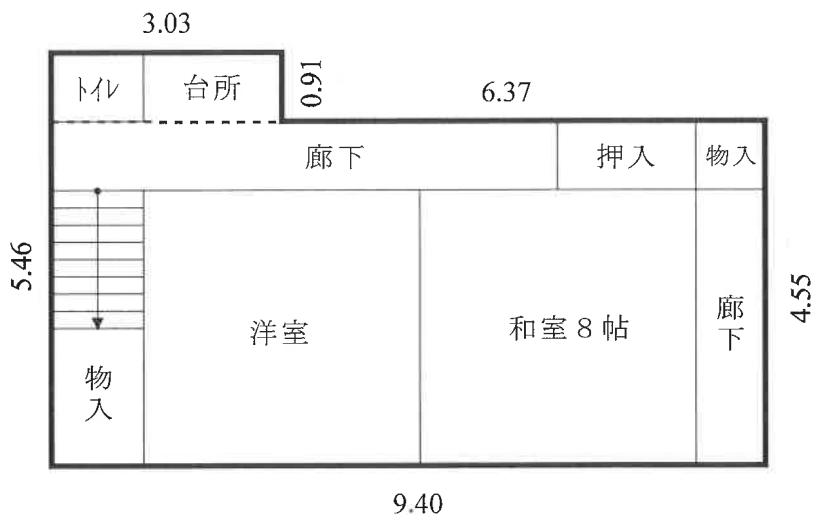 3.03
トイレ
台所
0.91
6.37
廊下
押入
物入
5.46
洋室
和室8帖
廊下
4.55
物入
9.40